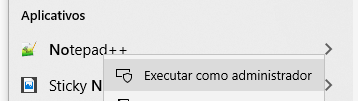 Aplicativos
Notepad++
Executar como administrador
Sticky N